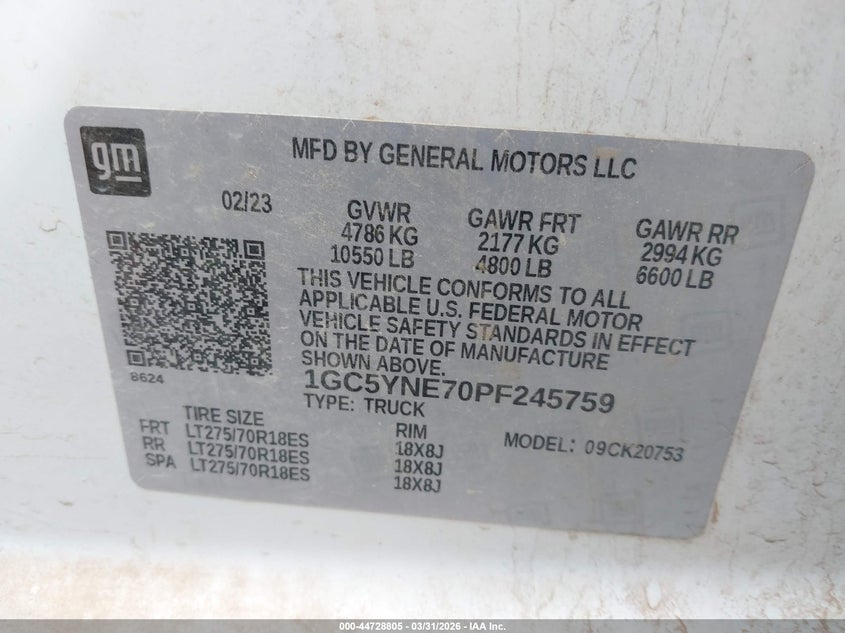 gm
MFD BY GENERAL MOTORS LLC
02/23
GVWR GAWR FRT GAWR RR
4786 KG 2177 KG 2994 KG
10550 LB 4800 LB 6600 LB
THIS VEHICLE CONFORMS TO ALL
APPLICABLE U.S. FEDERAL MOTOR
VEHICLE SAFETY STANDARDS IN EFFECT
ON THE DATE OF MANUFACTURE
SHOWN ABOVE.
8624
1GC5YNE70PF245759
TYPE: TRUCK
TIRE SIZE RIM MODEL: 09CK20753
FRT LT275/70R18ES 18X8J
RR LT275/70R18ES 18X8J
SPA LT275/70R18ES 18X8J
000-44728805 - 03/31/2026 - IAA Inc.